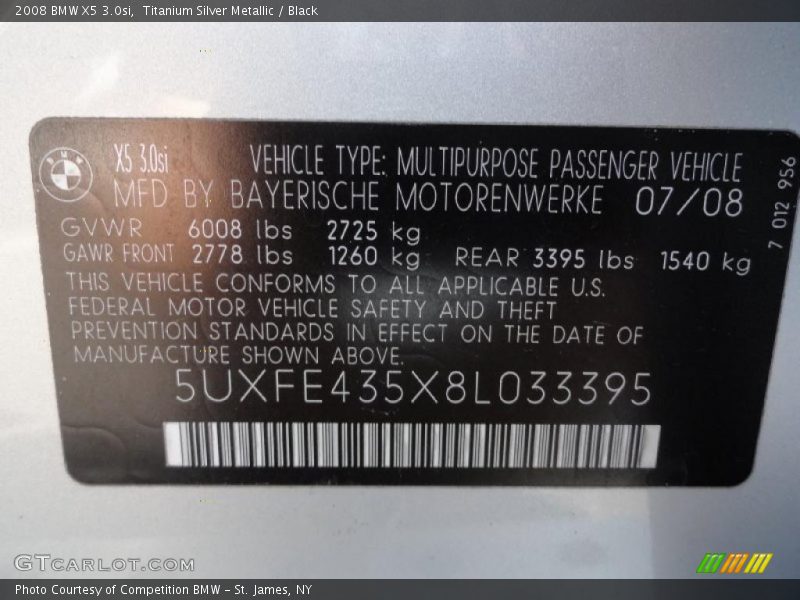 2008 BMW X5 3.0si, Titanium Silver Metallic / Black
BMW
X5 3.0si VEHICLE TYPE: MULTIPURPOSE PASSENGER VEHICLE
MFD BY BAYERISCHE MOTORENWERKE 07/08
GVWR 6008 lbs 2725 kg
GAWR FRONT 2778 lbs 1260 kg REAR 3395 lbs 1540 kg
THIS VEHICLE CONFORMS TO ALL APPLICABLE U.S.
FEDERAL MOTOR VEHICLE SAFETY AND THEFT
PREVENTION STANDARDS IN EFFECT ON THE DATE OF
MANUFACTURE SHOWN ABOVE.
5UXFE435X8L033395
7 012 956
GTCARLOT.COM
Photo Courtesy of Competition BMW – St. James, NY